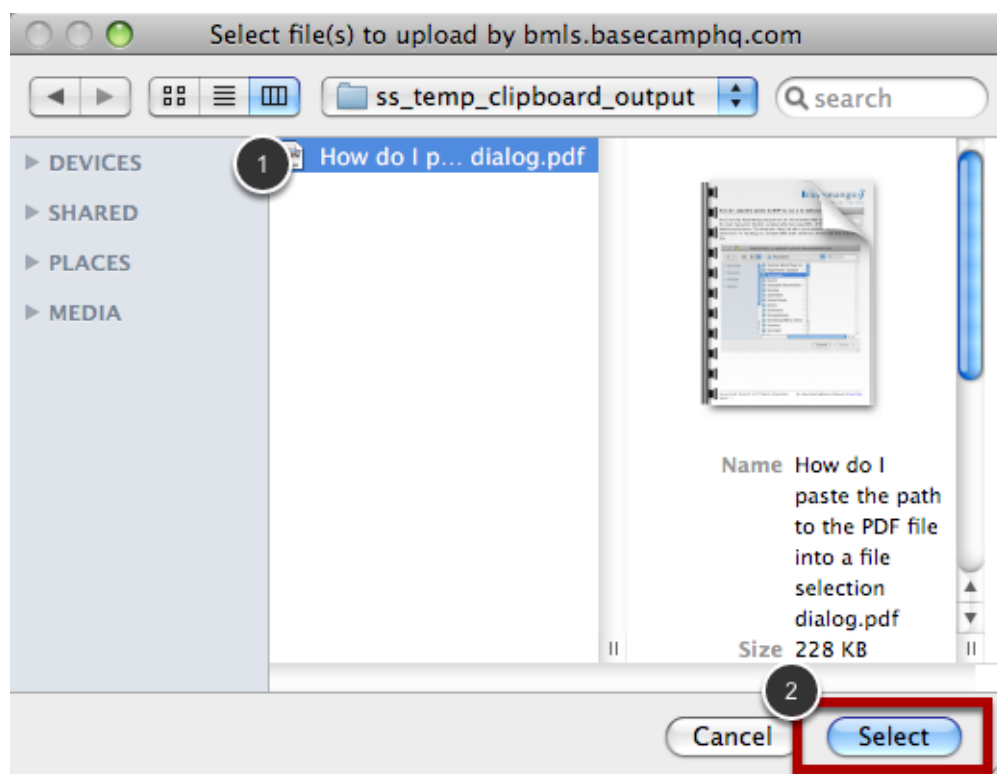 Select file(s) to upload by bmls.basecamphq.com
ss_temp_clipboard_output
search
DEVICES
SHARED
PLACES
MEDIA
1
How do I p... dialog.pdf
Name How do I
paste the path
to the PDF file
into a file
selection
dialog.pdf
Size 228 KB
2
Cancel
Select